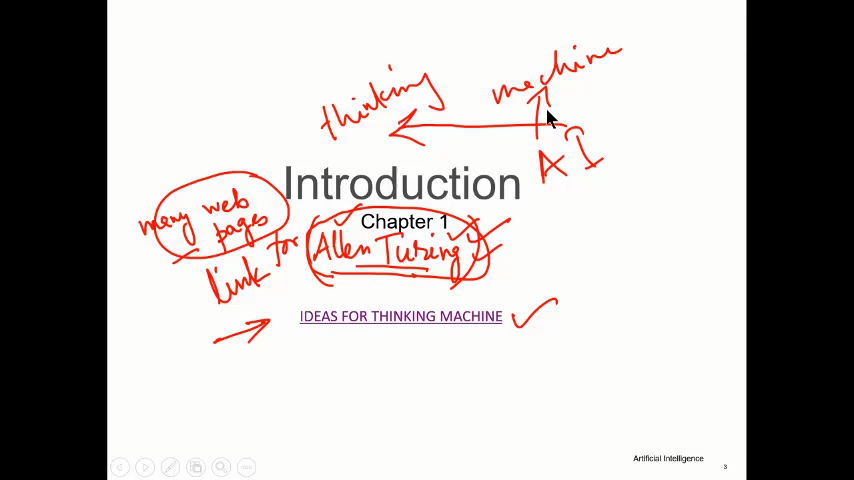 machine
thinking
AI
Introduction
Chapter 1
many web
pages
link for Allen Turing
IDEAS FOR THINKING MACHINE
Artificial Intelligence
3